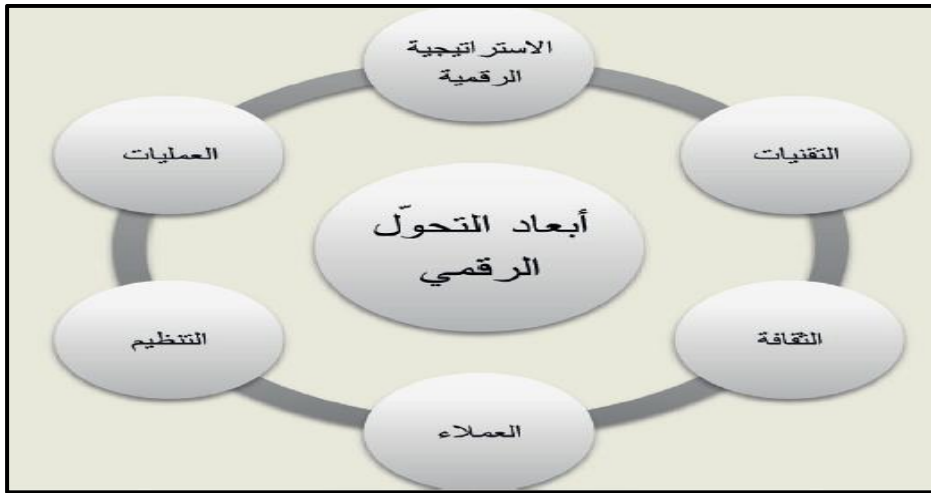 الاستراتيجية
الرقمية
التقنيات
العمليات
أبعاد التحوّل
الرقمي
الثقافة
التنظيم
العملاء